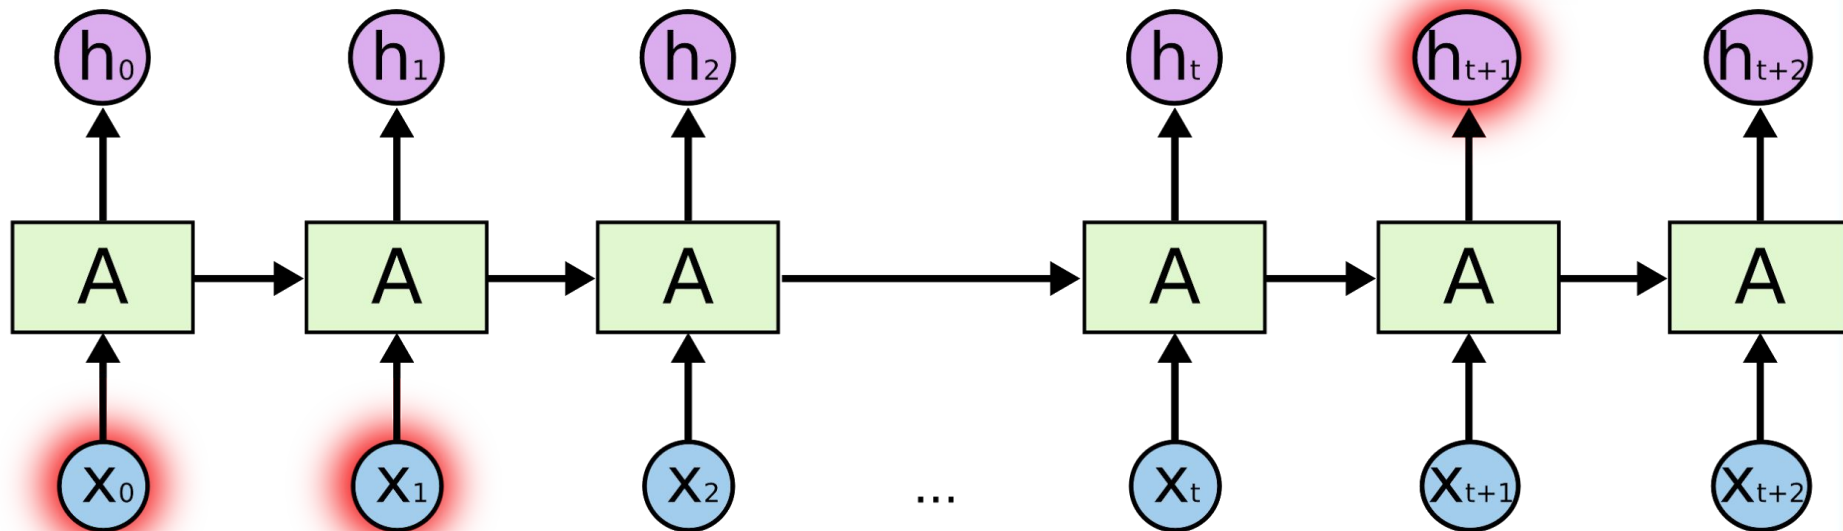 h0 h1 h2 ht ht+1 ht+2
A A A A A A
x0 x1 x2 ... xt xt+1 xt+2